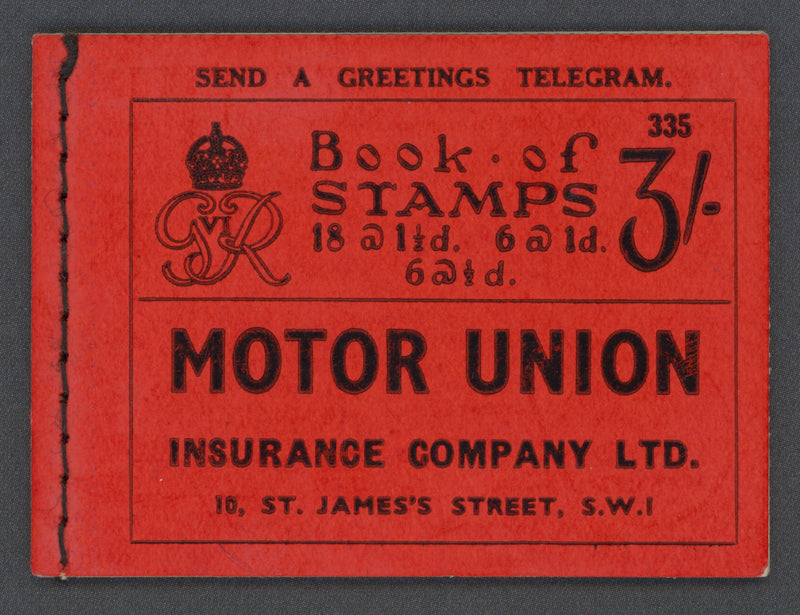 SEND A GREETINGS TELEGRAM.
335
GVIR
Book · of
STAMPS
3/-
18 @ 1½d. 6 @ 1d.
6 @ ½d.
MOTOR UNION
INSURANCE COMPANY LTD.
10, ST. JAMES'S STREET, S.W.1